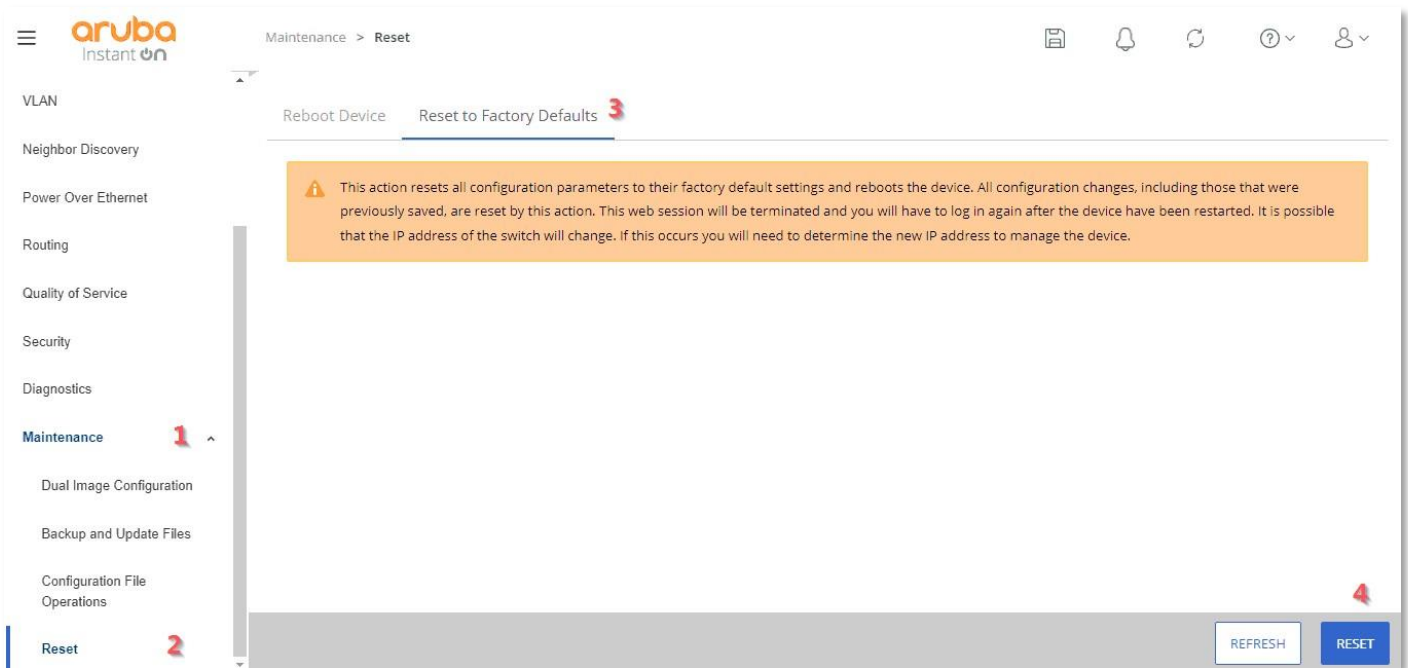 aruba
Instant on
Maintenance > Reset
VLAN
Neighbor Discovery
Power Over Ethernet
Routing
Quality of Service
Security
Diagnostics
Maintenance 1
Dual Image Configuration
Backup and Update Files
Configuration File
Operations
Reset 2
Reboot Device Reset to Factory Defaults 3
This action resets all configuration parameters to their factory default settings and reboots the device. All configuration changes, including those that were
previously saved, are reset by this action. This web session will be terminated and you will have to log in again after the device have been restarted. It is possible
that the IP address of the switch will change. If this occurs you will need to determine the new IP address to manage the device.
4
REFRESH RESET